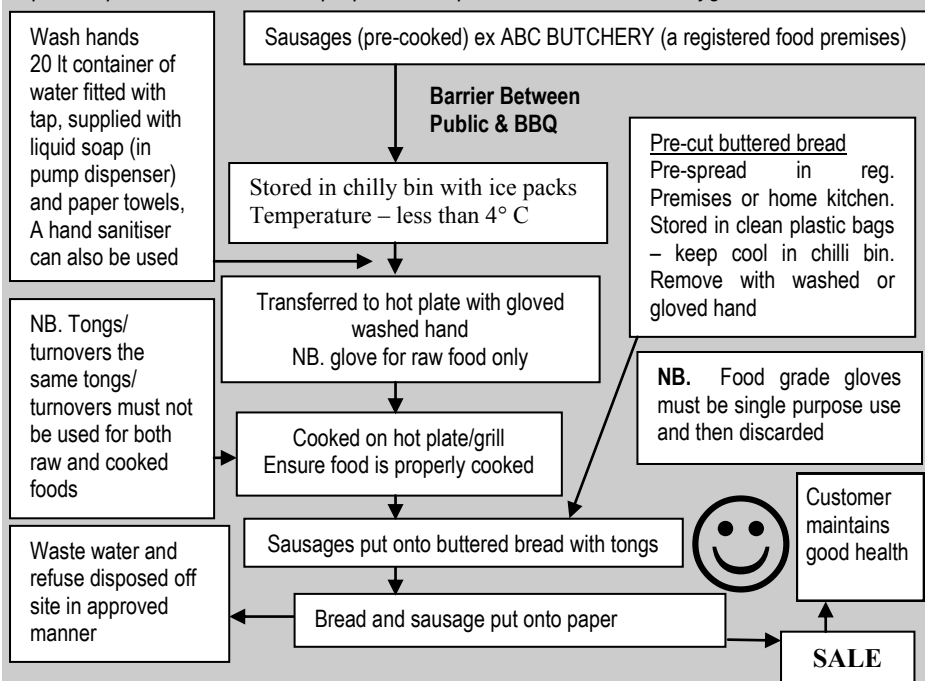 Wash hands
20 lt container of
water fitted with
tap, supplied with
liquid soap (in
pump dispenser)
and paper towels,
A hand sanitiser
can also be used
Sausages (pre-cooked) ex ABC BUTCHERY (a registered food premises)
Barrier Between
Public & BBQ
Stored in chilly bin with ice packs
Temperature – less than 4° C
Pre-cut buttered bread
Pre-spread in reg.
Premises or home kitchen.
Stored in clean plastic bags
– keep cool in chilli bin.
Remove with washed or
gloved hand
Transferred to hot plate with gloved
washed hand
NB. glove for raw food only
NB. Tongs/
turnovers the
same tongs/
turnovers must not
be used for both
raw and cooked
foods
NB. Food grade gloves
must be single purpose use
and then discarded
Cooked on hot plate/grill
Ensure food is properly cooked
Customer
maintains
good health
Sausages put onto buttered bread with tongs
Waste water and
refuse disposed off
site in approved
manner
Bread and sausage put onto paper
SALE